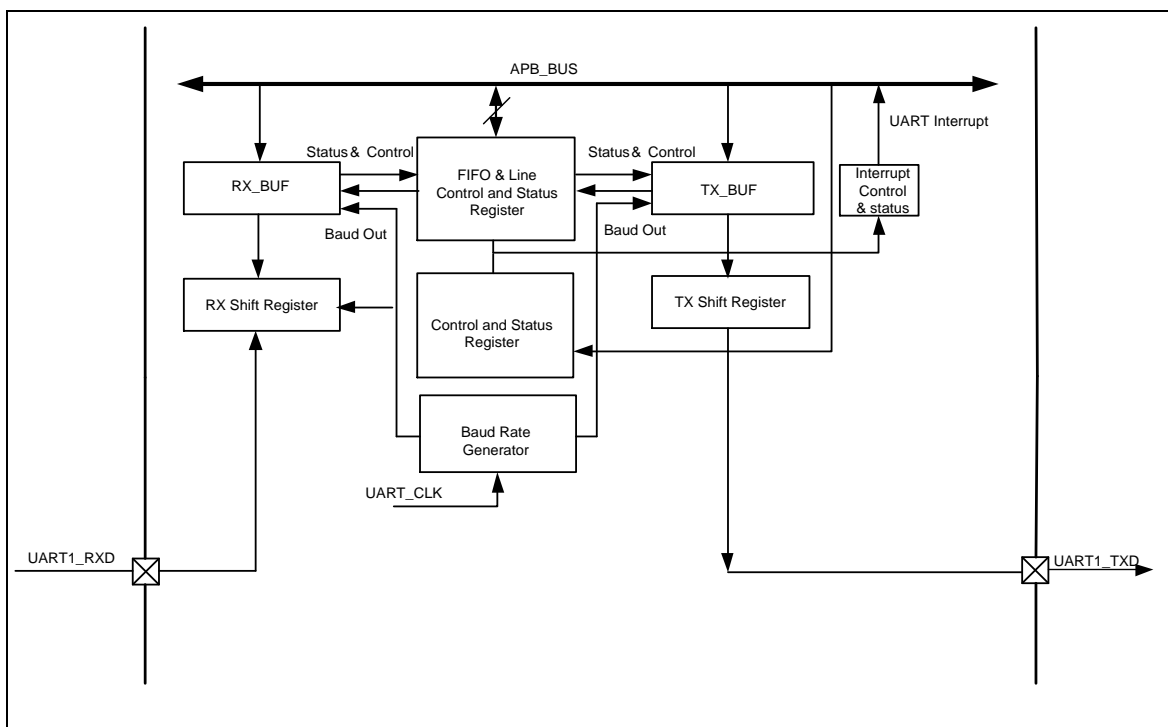 APB_BUS
UART Interrupt
Status & Control
Status & Control
RX_BUF
FIFO & Line
Control and Status
Register
TX_BUF
Interrupt
Control
& status
Baud Out
Baud Out
RX Shift Register
TX Shift Register
Control and Status
Register
Baud Rate
Generator
UART_CLK
UART1_RXD
UART1_TXD